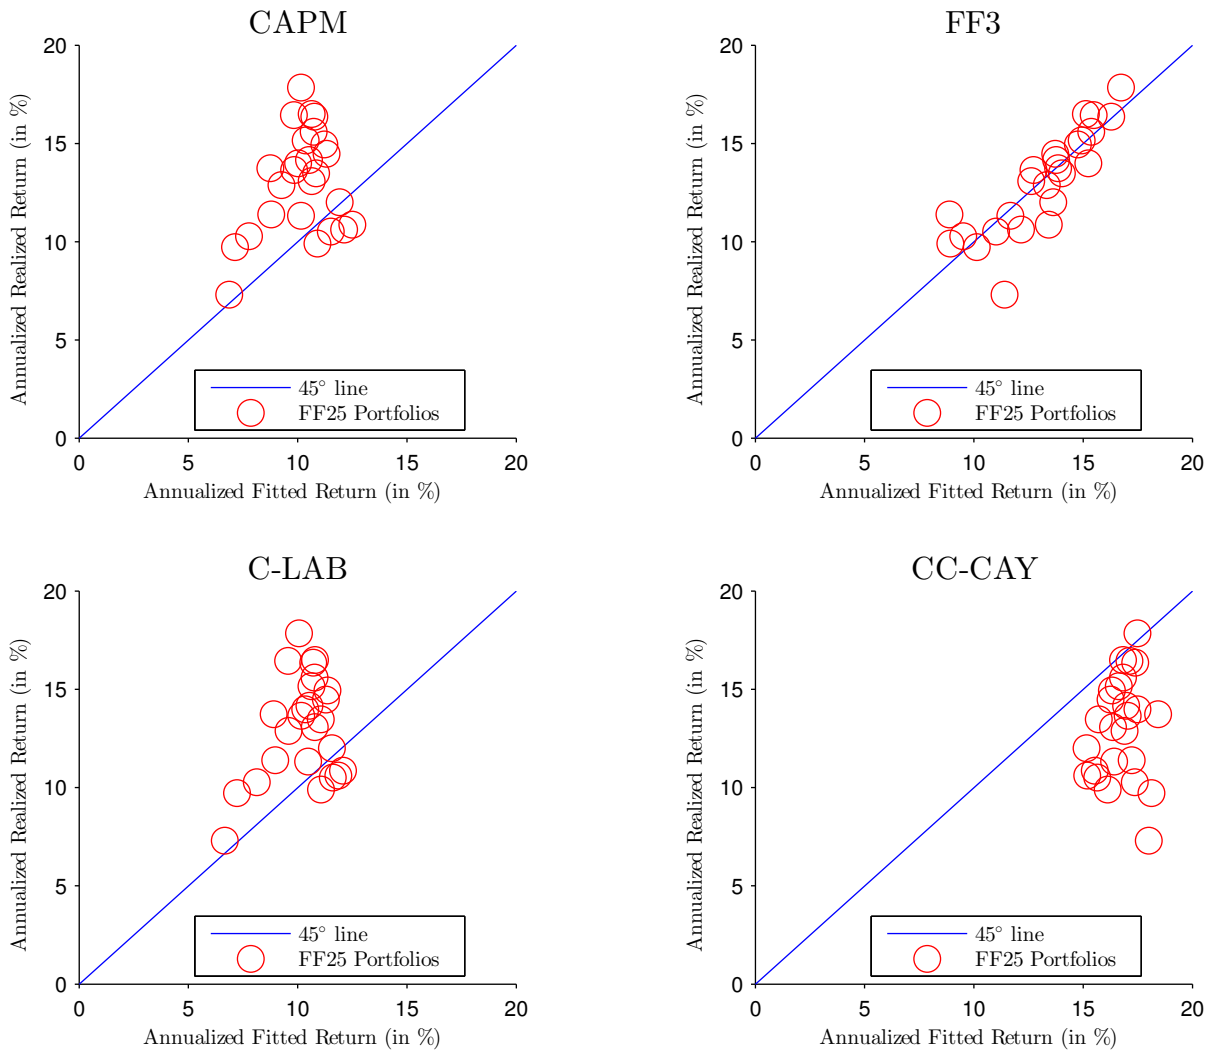 CAPM
20
15
10
5
0
0 5 10 15 20
Annualized Realized Return (in %)
Annualized Fitted Return (in %)
45° line
FF25 Portfolios
FF3
20
15
10
5
0
0 5 10 15 20
Annualized Realized Return (in %)
Annualized Fitted Return (in %)
45° line
FF25 Portfolios
C-LAB
20
15
10
5
0
0 5 10 15 20
Annualized Realized Return (in %)
Annualized Fitted Return (in %)
45° line
FF25 Portfolios
CC-CAY
20
15
10
5
0
0 5 10 15 20
Annualized Realized Return (in %)
Annualized Fitted Return (in %)
45° line
FF25 Portfolios